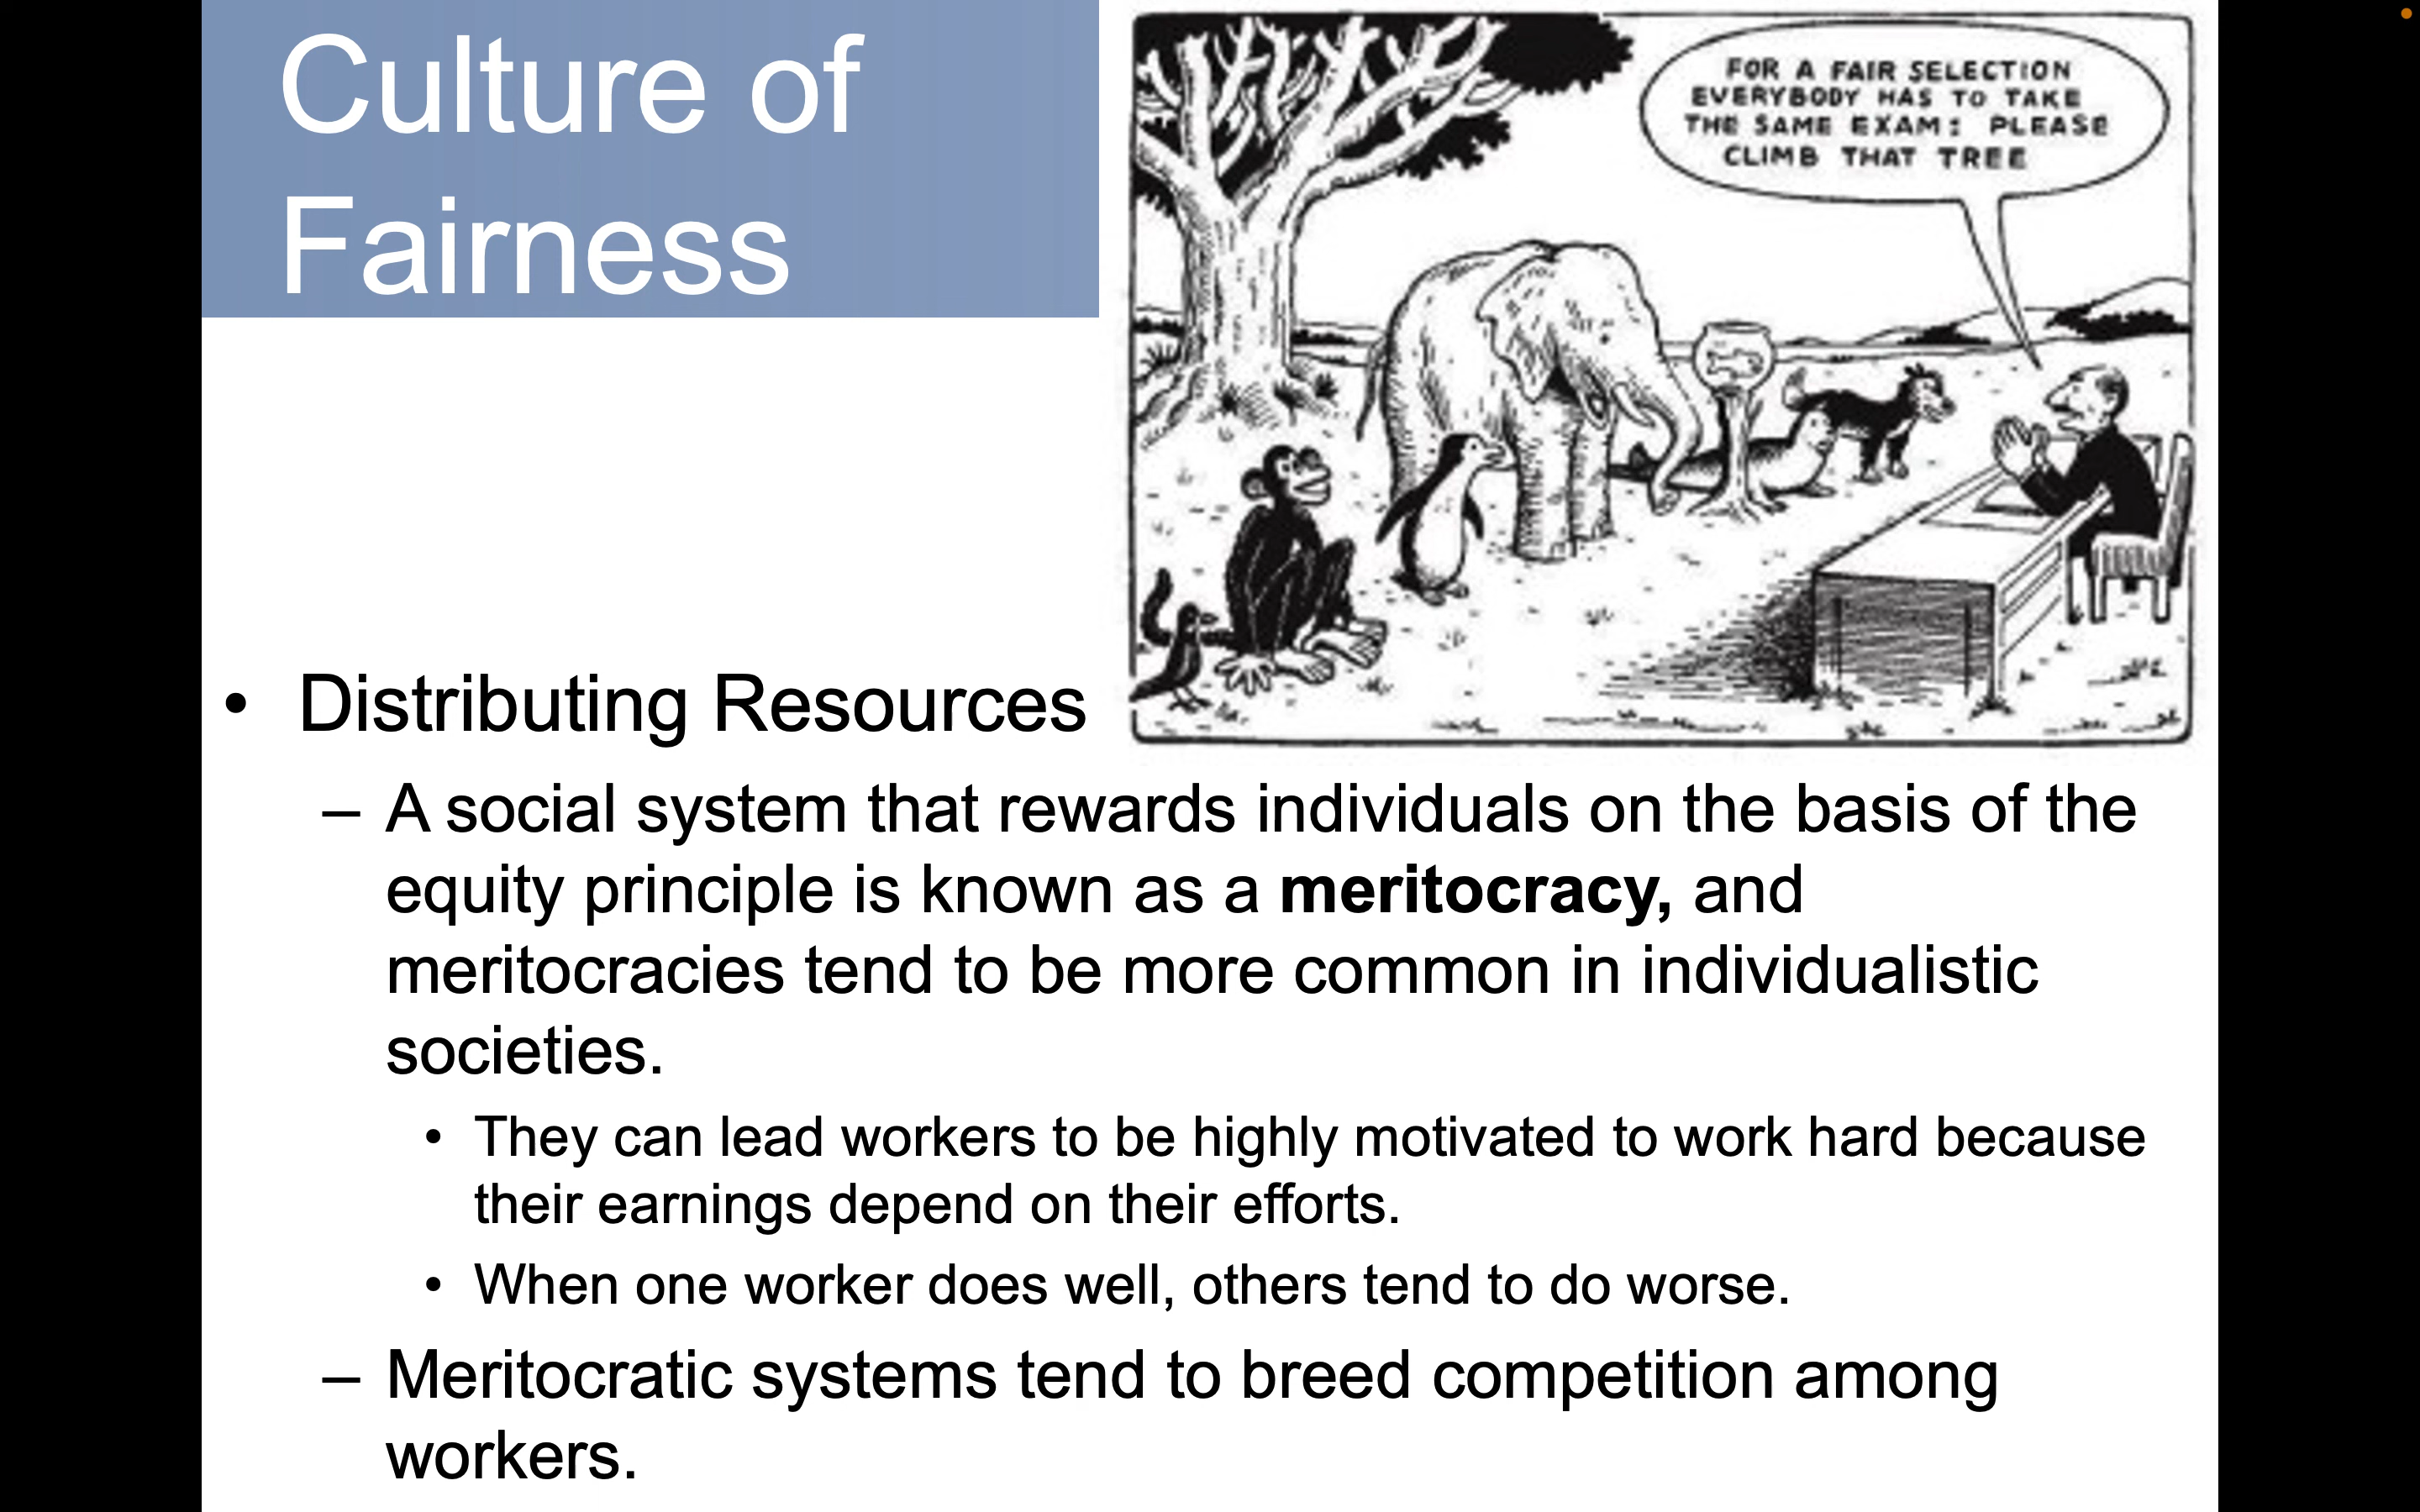 Culture of
Fairness
FOR A FAIR SELECTION
EVERYBODY HAS TO TAKE
THE SAME EXAM: PLEASE
CLIMB THAT TREE
• Distributing Resources
– A social system that rewards individuals on the basis of the
equity principle is known as a meritocracy, and
meritocracies tend to be more common in individualistic
societies.
• They can lead workers to be highly motivated to work hard because
their earnings depend on their efforts.
• When one worker does well, others tend to do worse.
– Meritocratic systems tend to breed competition among
workers.